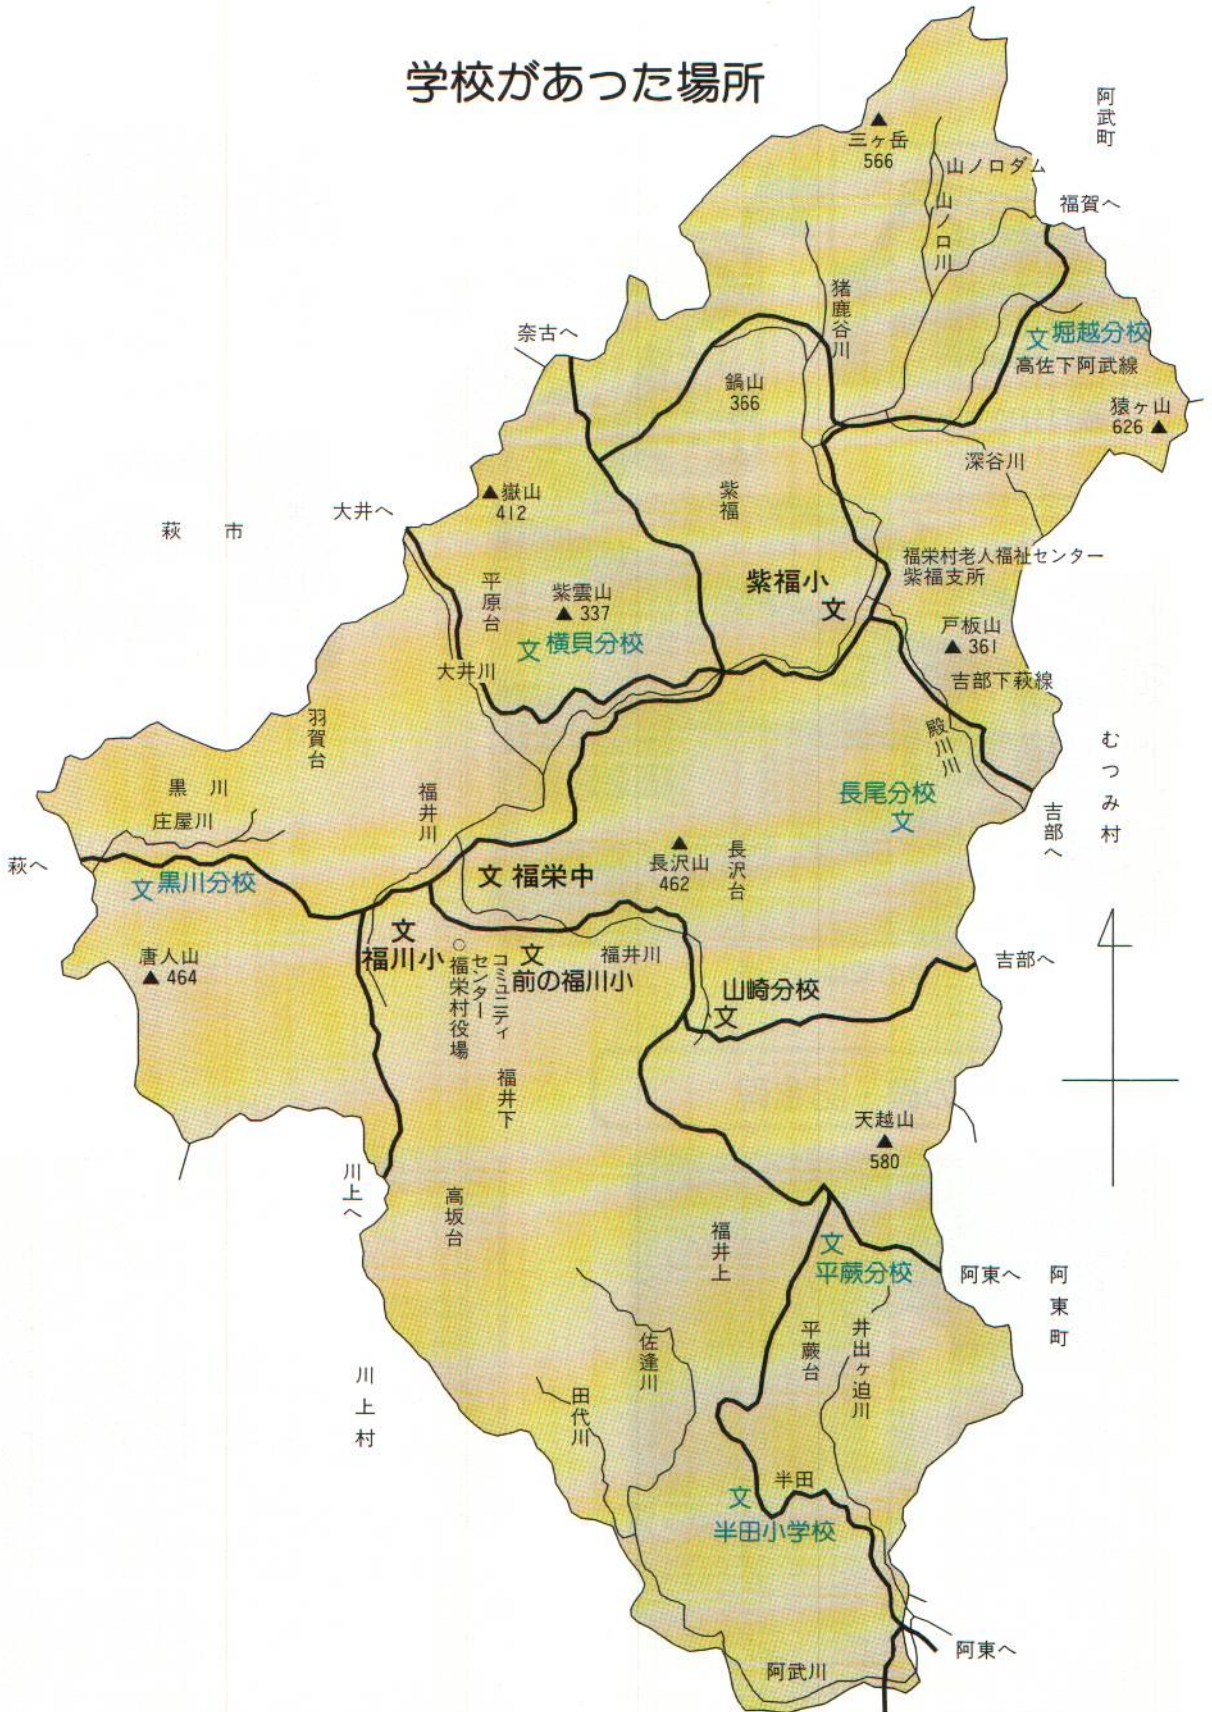 学校があった場所
阿武町
三ヶ岳
566
山ノ口ダム
山ノ口川
福賀へ
猪鹿谷川
奈古へ
文 堀越分校
高佐下阿武線
鍋山
366
猿ヶ山
626 ▲
深谷川
▲嶽山
412
紫福
大井へ
萩市
福栄村老人福祉センター
紫福支所
平原台
紫雲山
▲ 337
紫福小
文
戸板山
▲ 361
文 横貝分校
大井川
吉部下萩線
羽賀台
殿川川
むつみ村
黒川
庄屋川
福井川
長尾分校
文
吉部へ
萩へ
文 黒川分校
文 福栄中
長沢山
462
長沢台
文
福川小
唐人山
▲ 464
○福栄村役場
コミュニティ
センター
文
前の福川小
福井川
山崎分校
文
吉部へ
福井下
天越山
▲
580
川上へ
高坂台
福井上
文
平蕨分校
阿東へ
阿東町
平蕨台
井出ヶ迫川
佐逢川
田代川
川上村
半田
文
半田小学校
阿東へ
阿武川